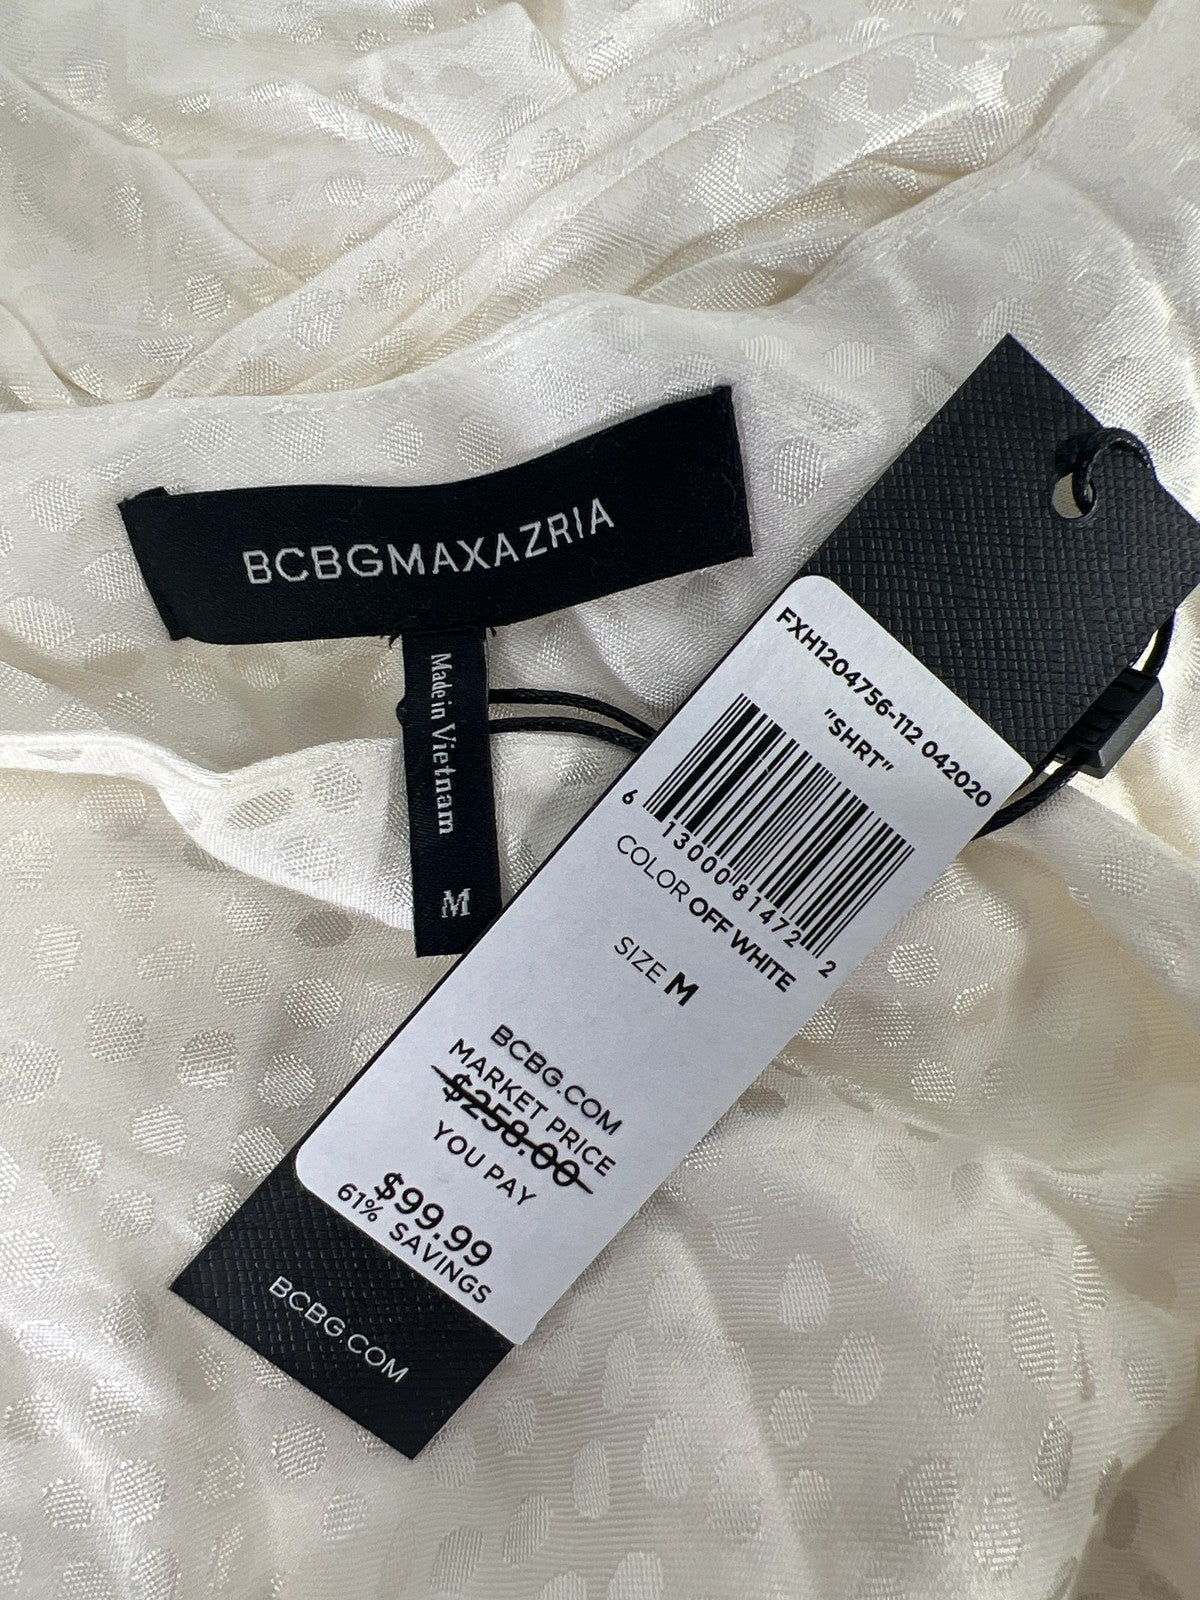 BCBGMAXAZRIA
Made in Vietnam
M
FXH1204756-112 042020
"SHRT"
6 13000 81472 2
COLOR OFF WHITE
SIZE M
BCBG.COM
MARKET PRICE
$258.00
YOU PAY
$99.99
61% SAVINGS
BCBG.COM